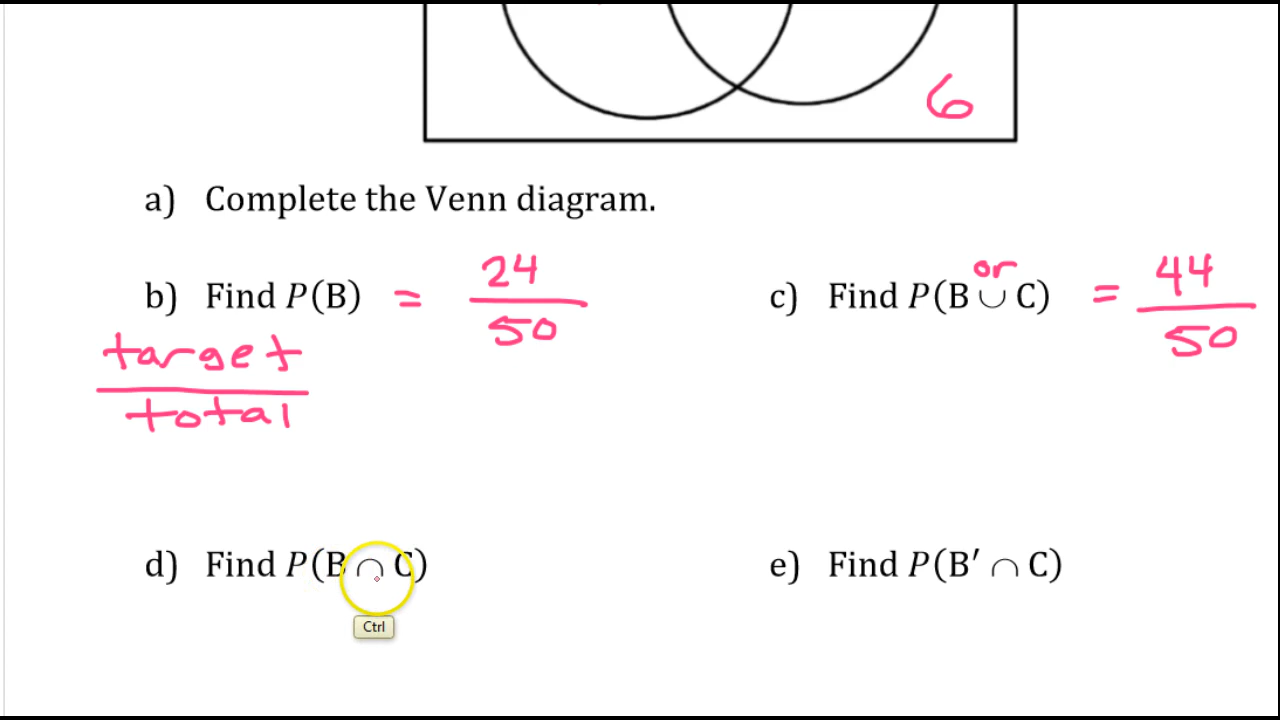 6
a) Complete the Venn diagram.
b) Find P(B) = 24/50
target/total
c) Find P(B ∪ C) = 44/50
or
d) Find P(B ∩ C)
Ctrl
e) Find P(B′ ∩ C)